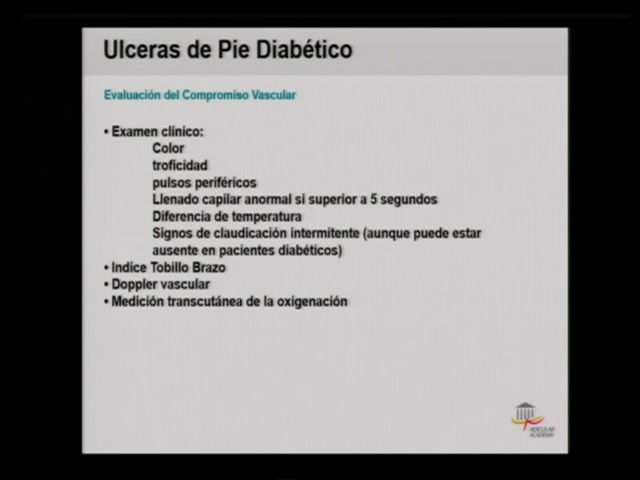 Ulceras de Pie Diabético
Evaluación del Compromiso Vascular
• Examen clínico:
Color
troficidad
pulsos periféricos
Llenado capilar anormal si superior a 5 segundos
Diferencia de temperatura
Signos de claudicación intermitente (aunque puede estar
ausente en pacientes diabéticos)
• Indice Tobillo Brazo
• Doppler vascular
• Medición transcutánea de la oxigenación
AESCULAP
ACADEMY